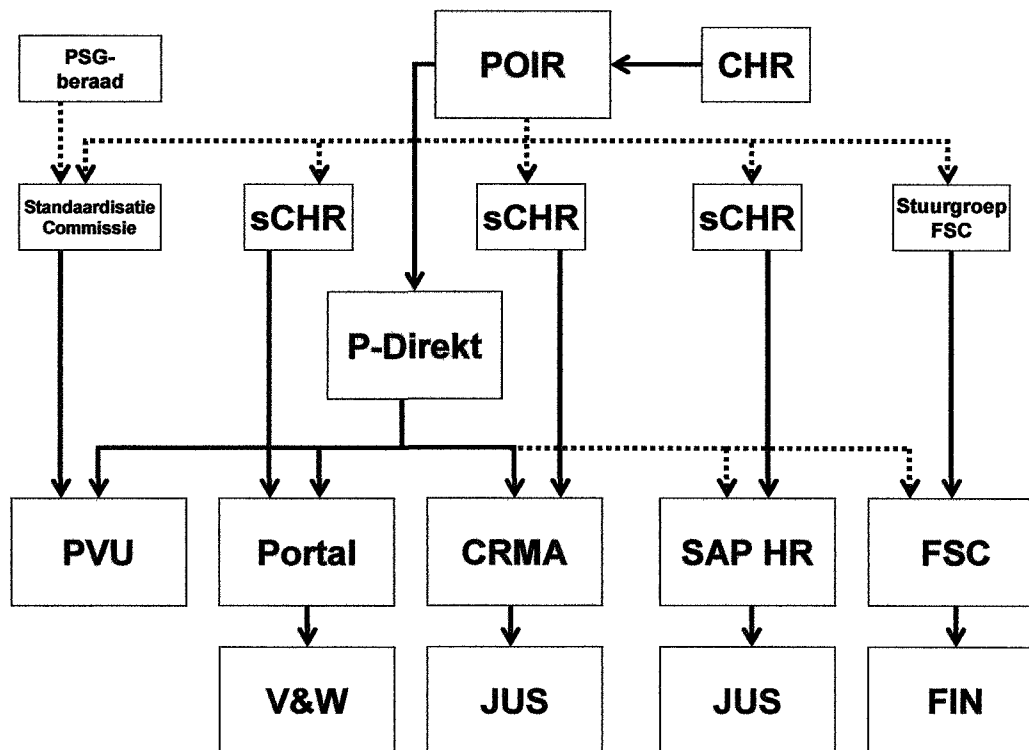 PSG-
beraad
POIR
CHR
Standaardisatie
Commissie
sCHR
sCHR
sCHR
Stuurgroep
FSC
P-Direkt
PVU
Portal
CRMA
SAP HR
FSC
V&W
JUS
JUS
FIN